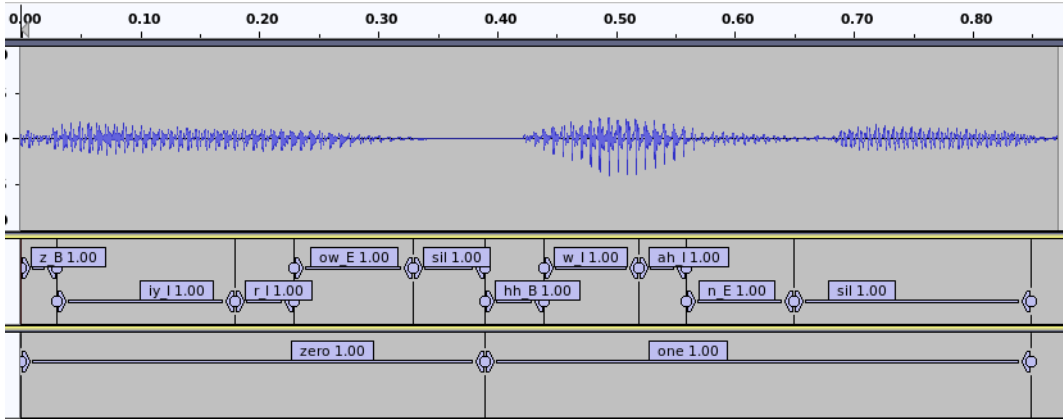 0.00 0.10 0.20 0.30 0.40 0.50 0.60 0.70 0.80
z_B 1.00 ow_E 1.00 sil 1.00 w_I 1.00 ah_I 1.00
iy_I 1.00 r_I 1.00 hh_B 1.00 n_E 1.00 sil 1.00
zero 1.00 one 1.00